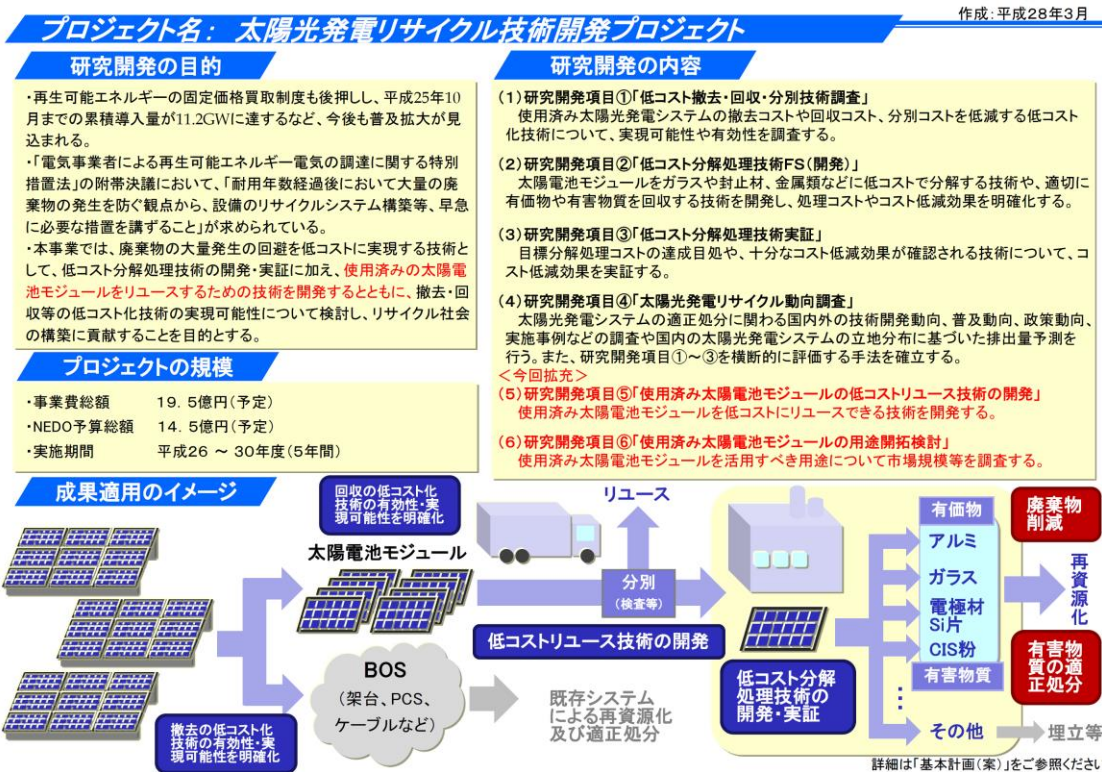 作成:平成28年3月
プロジェクト名: 太陽光発電リサイクル技術開発プロジェクト
研究開発の目的
・再生可能エネルギーの固定価格買取制度も後押しし、平成25年10
月までの累積導入量が11.2GWに達するなど、今後も普及拡大が見
込まれる。
・「電気事業者による再生可能エネルギー電気の調達に関する特別
措置法」の附帯決議において、「耐用年数経過後において大量の廃
棄物の発生を防ぐ観点から、設備のリサイクルシステム構築等、早急
に必要な措置を講ずること」が求められている。
・本事業では、廃棄物の大量発生の回避を低コストに実現する技術と
して、低コスト分解処理技術の開発・実証に加え、使用済みの太陽電
池モジュールをリユースするための技術を開発するとともに、撤去・回
収等の低コスト化技術の実現可能性について検討し、リサイクル社会
の構築に貢献することを目的とする。
プロジェクトの規模
・事業費総額 19.5億円(予定)
・NEDO予算総額 14.5億円(予定)
・実施期間 平成26 ～ 30年度(5年間)
研究開発の内容
(1)研究開発項目①「低コスト撤去・回収・分別技術調査」
使用済み太陽光発電システムの撤去コストや回収コスト、分別コストを低減する低コスト
化技術について、実現可能性や有効性を調査する。
(2)研究開発項目②「低コスト分解処理技術FS(開発)」
太陽電池モジュールをガラスや封止材、金属類などに低コストで分解する技術や、適切に
有価物や有害物質を回収する技術を開発し、処理コストやコスト低減効果を明確化する。
(3)研究開発項目③「低コスト分解処理技術実証」
目標分解処理コストの達成目処や、十分なコスト低減効果が確認される技術について、コ
スト低減効果を実証する。
(4)研究開発項目④「太陽光発電リサイクル動向調査」
太陽光発電システムの適正処分に関わる国内外の技術開発動向、普及動向、政策動向、
実施事例などの調査や国内の太陽光発電システムの立地分布に基づいた排出量予測を
行う。また、研究開発項目①～③を横断的に評価する手法を確立する。
＜今回拡充＞
(5)研究開発項目⑤「使用済み太陽電池モジュールの低コストリユース技術の開発」
使用済み太陽電池モジュールを低コストにリユースできる技術を開発する。
(6)研究開発項目⑥「使用済み太陽電池モジュールの用途開拓検討」
使用済み太陽電池モジュールを活用すべき用途について市場規模等を調査する。
成果適用のイメージ
回収の低コスト化
技術の有効性・実
現可能性を明確化
太陽電池モジュール
リユース
分別
(検査等)
低コストリユース技術の開発
撤去の低コスト化
技術の有効性・実
現可能性を明確化
BOS
(架台、PCS、
ケーブルなど)
既存システム
による再資源化
及び適正処分
低コスト分解
処理技術の
開発・実証
有価物
アルミ
ガラス
電極材
Si片
CIS粉
有害物質
⋮
その他
廃棄物
削減
再資源化
有害物
質の適
正処分
埋立等
詳細は「基本計画(案)」をご参照ください